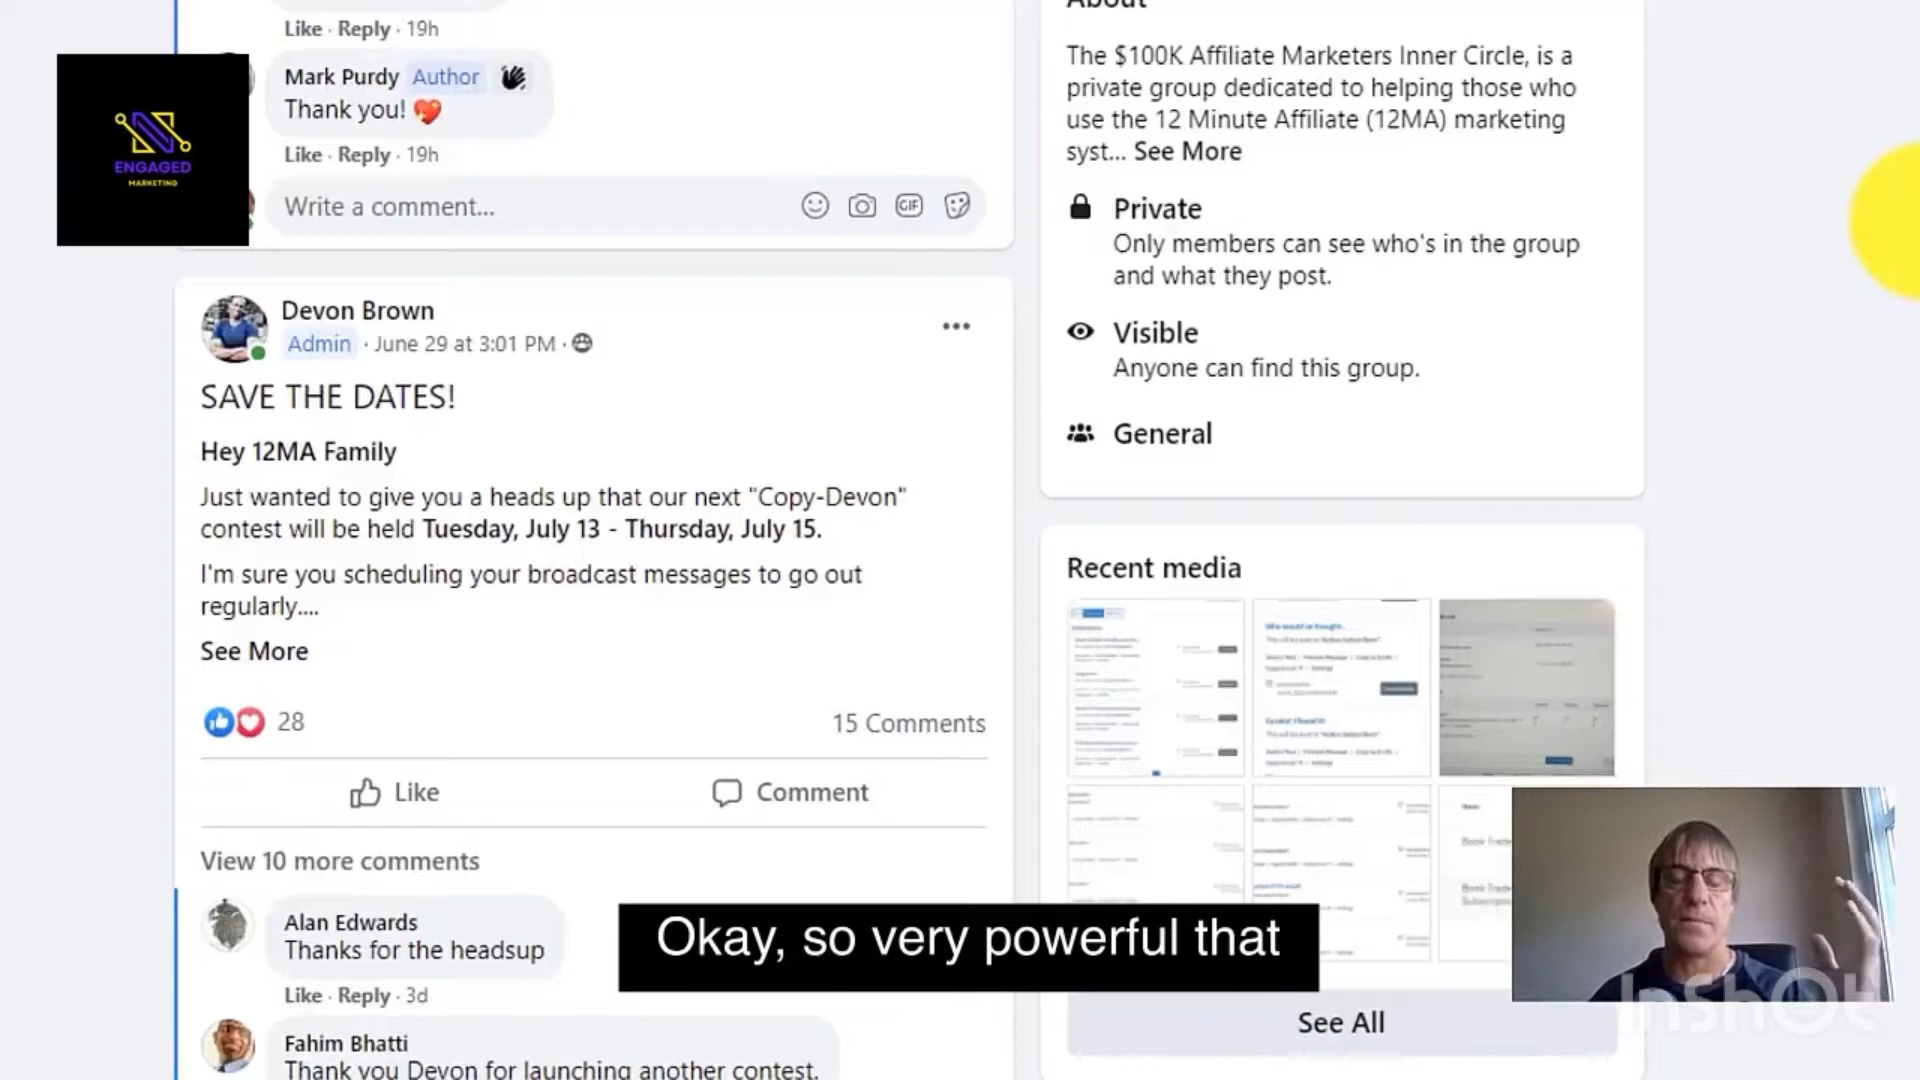 Like · Reply · 19h
Mark Purdy Author
Thank you!
Like · Reply · 19h
Write a comment...
GIF
ENGAGED
MARKETING
Devon Brown
Admin · June 29 at 3:01 PM ·
SAVE THE DATES!
Hey 12MA Family
Just wanted to give you a heads up that our next "Copy-Devon"
contest will be held Tuesday, July 13 - Thursday, July 15.
I'm sure you scheduling your broadcast messages to go out
regularly....
See More
28
15 Comments
Like
Comment
View 10 more comments
Alan Edwards
Thanks for the headsup
Like · Reply · 3d
Fahim Bhatti
Thank you Devon for launching another contest.
About
The $100K Affiliate Marketers Inner Circle, is a
private group dedicated to helping those who
use the 12 Minute Affiliate (12MA) marketing
syst... See More
Private
Only members can see who's in the group
and what they post.
Visible
Anyone can find this group.
General
Recent media
See All
Okay, so very powerful that
InShOt